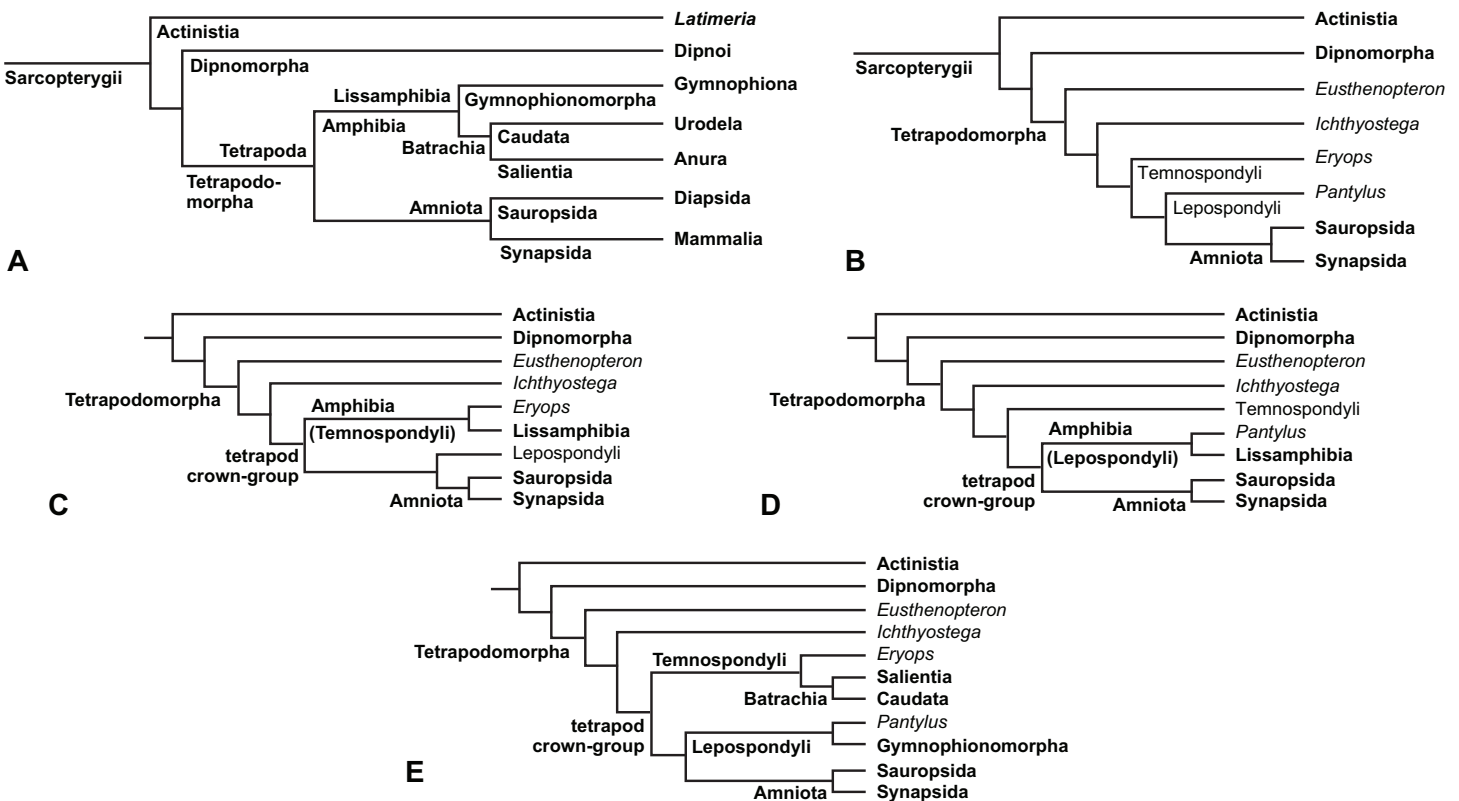 Latimeria
Actinistia
Dipnoi
Sarcopterygii
Dipnomorpha
Gymnophiona
Lissamphibia
Gymnophionomorpha
Amphibia
Urodela
Caudata
Batrachia
Tetrapoda
Anura
Salientia
Tetrapodo-
morpha
Diapsida
Amniota
Sauropsida
Mammalia
Synapsida
A
Actinistia
Dipnomorpha
Sarcopterygii
Eusthenopteron
Ichthyostega
Tetrapodomorpha
Eryops
Temnospondyli
Pantylus
Lepospondyli
Sauropsida
Amniota
Synapsida
B
Actinistia
Dipnomorpha
Eusthenopteron
Ichthyostega
Tetrapodomorpha
Amphibia
Eryops
(Temnospondyli)
Lissamphibia
tetrapod
crown-group
Lepospondyli
Sauropsida
Amniota
Synapsida
C
Actinistia
Dipnomorpha
Eusthenopteron
Ichthyostega
Tetrapodomorpha
Temnospondyli
Amphibia
Pantylus
(Lepospondyli)
Lissamphibia
tetrapod
crown-group
Sauropsida
Amniota
Synapsida
D
Actinistia
Dipnomorpha
Eusthenopteron
Ichthyostega
Tetrapodomorpha
Temnospondyli
Eryops
Salientia
Batrachia
Caudata
tetrapod
crown-group
Pantylus
Lepospondyli
Gymnophionomorpha
Sauropsida
Amniota
Synapsida
E